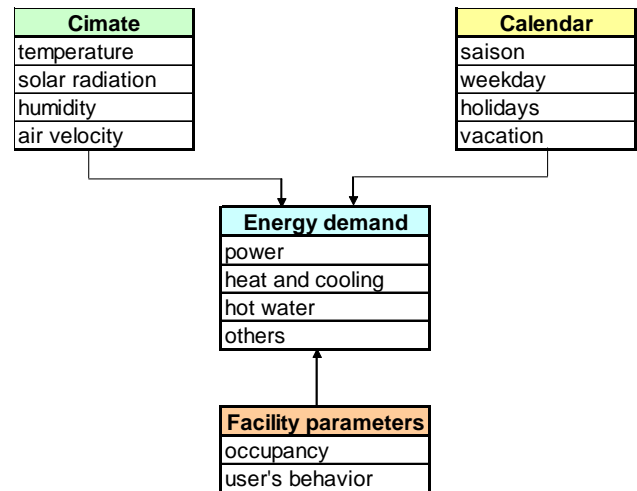 Cimate
temperature
solar radiation
humidity
air velocity
Calendar
saison
weekday
holidays
vacation
Energy demand
power
heat and cooling
hot water
others
Facility parameters
occupancy
user's behavior